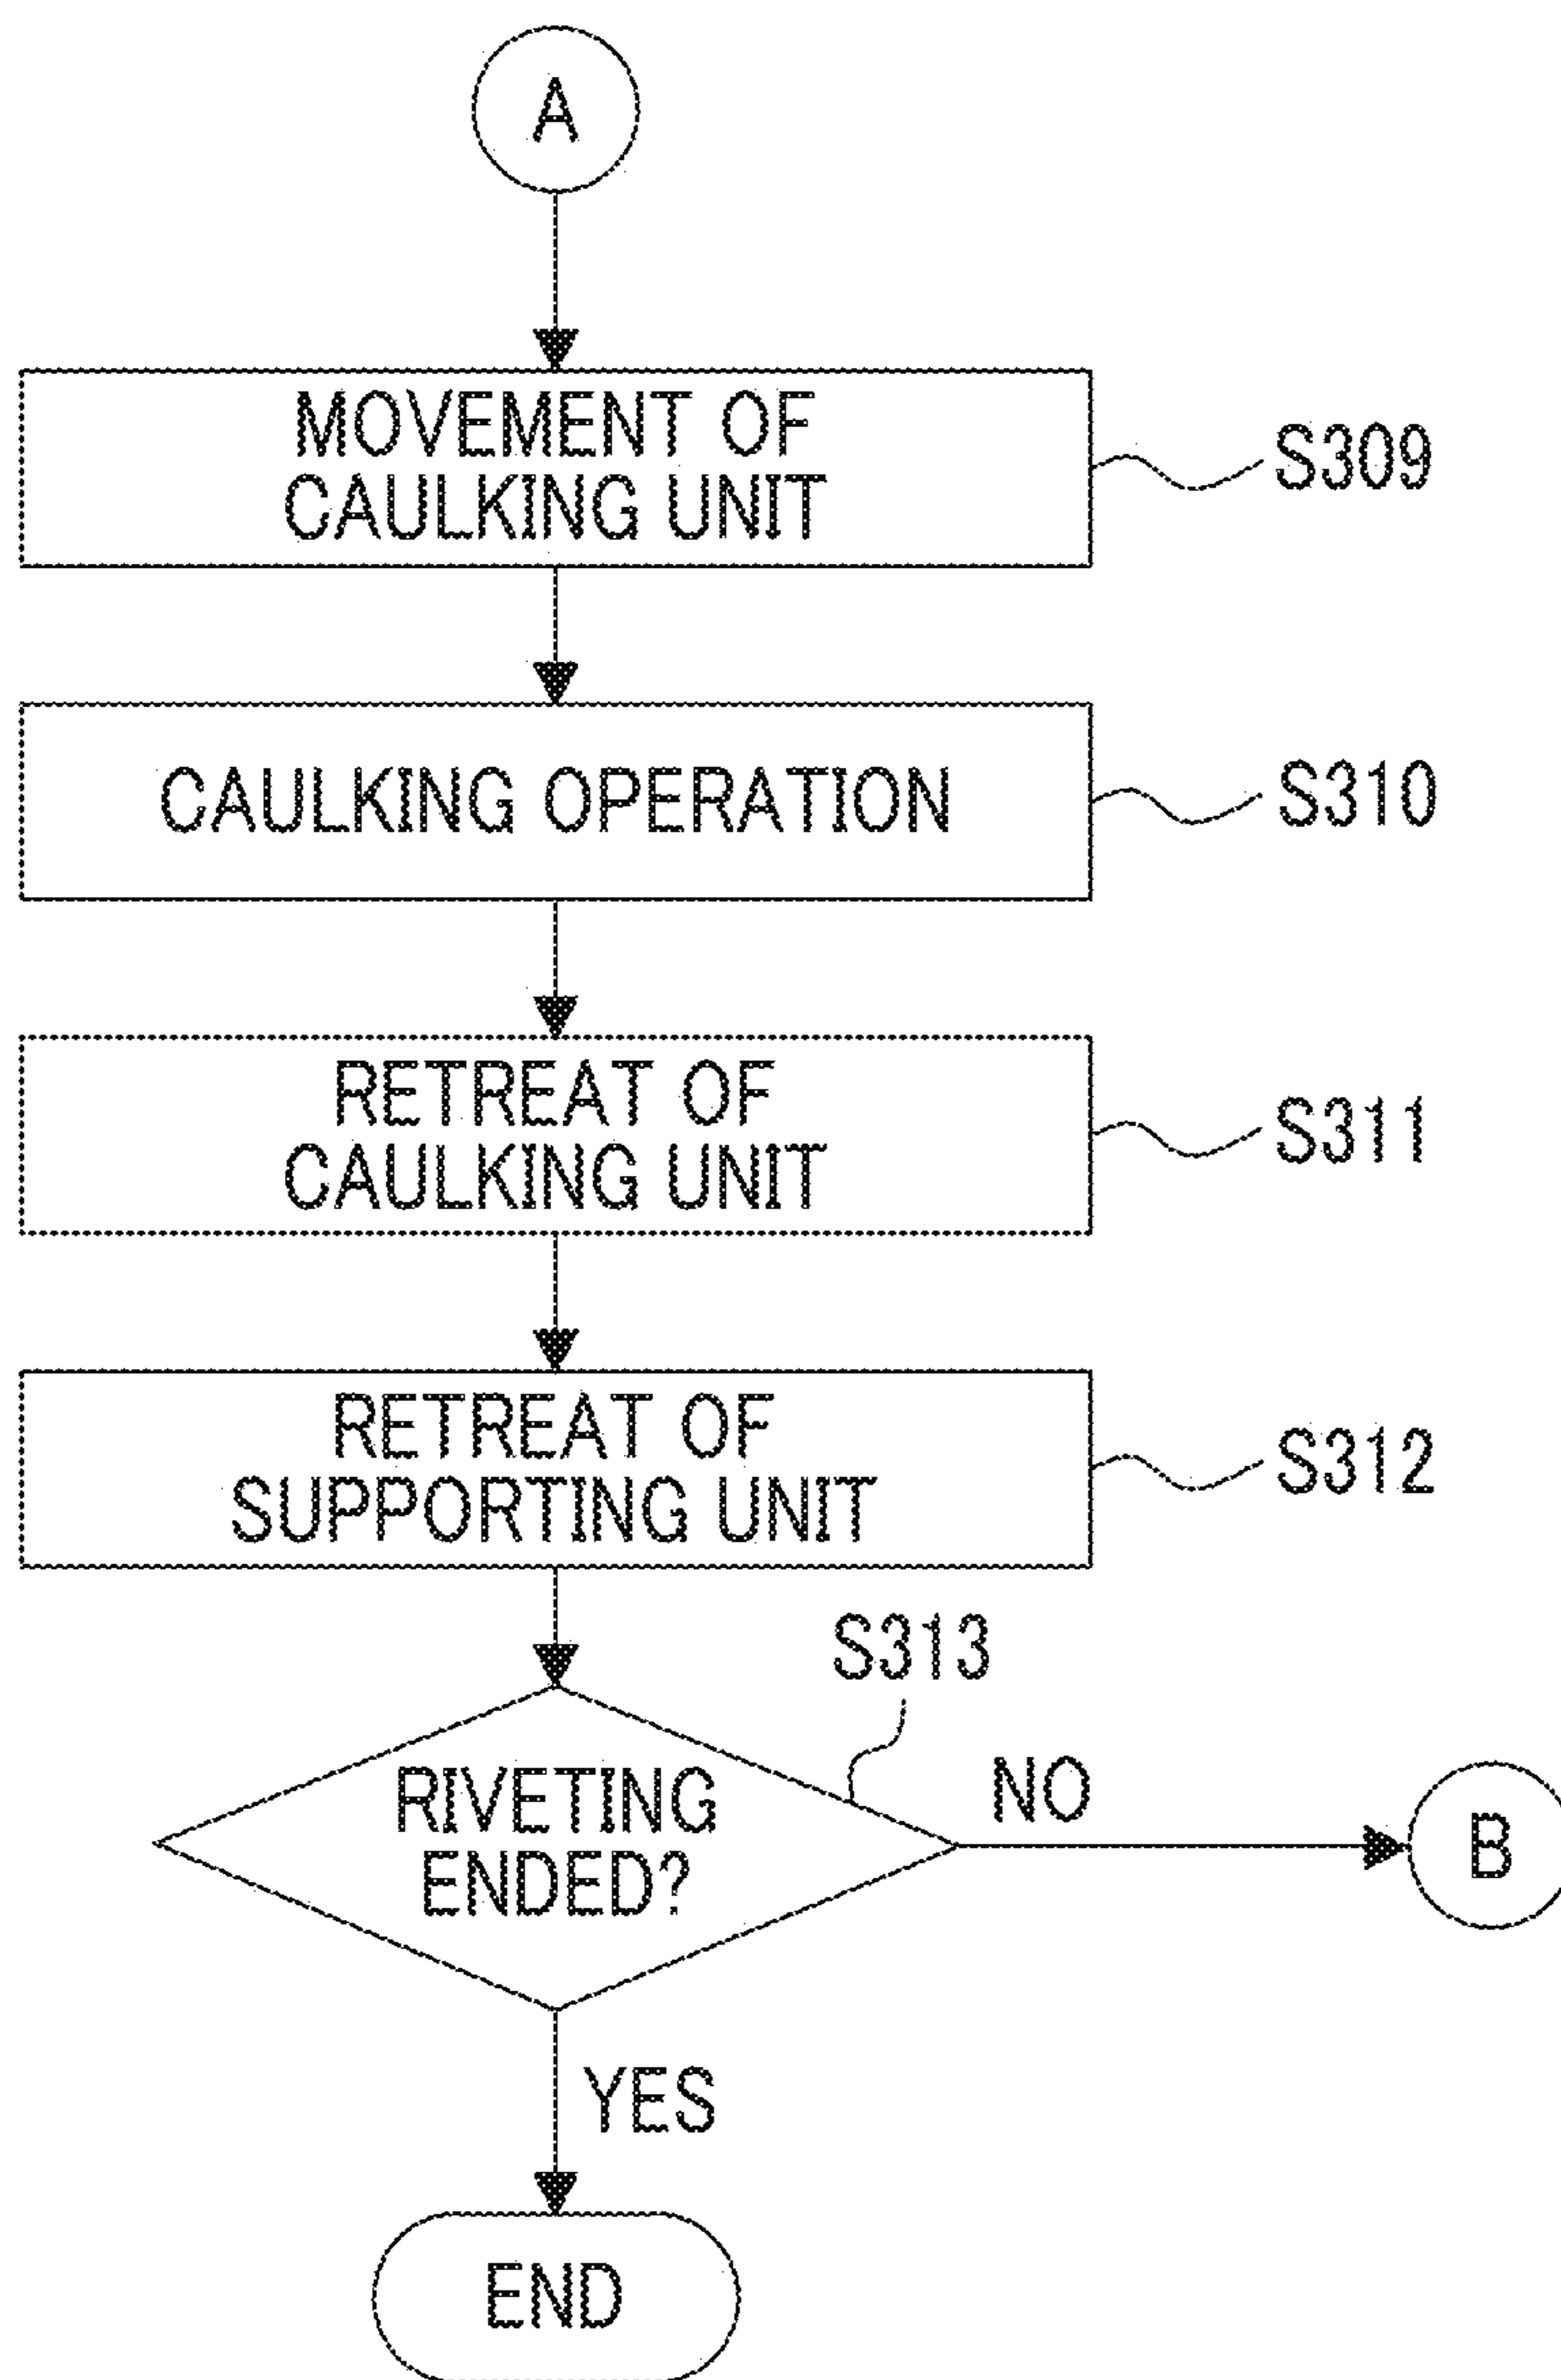 A
MOVEMENT OF
CAULKING UNIT
S309
CAULKING OPERATION
S310
RETREAT OF
CAULKING UNIT
S311
RETREAT OF
SUPPORTING UNIT
S312
S313
RIVETING
ENDED?
NO
B
YES
END